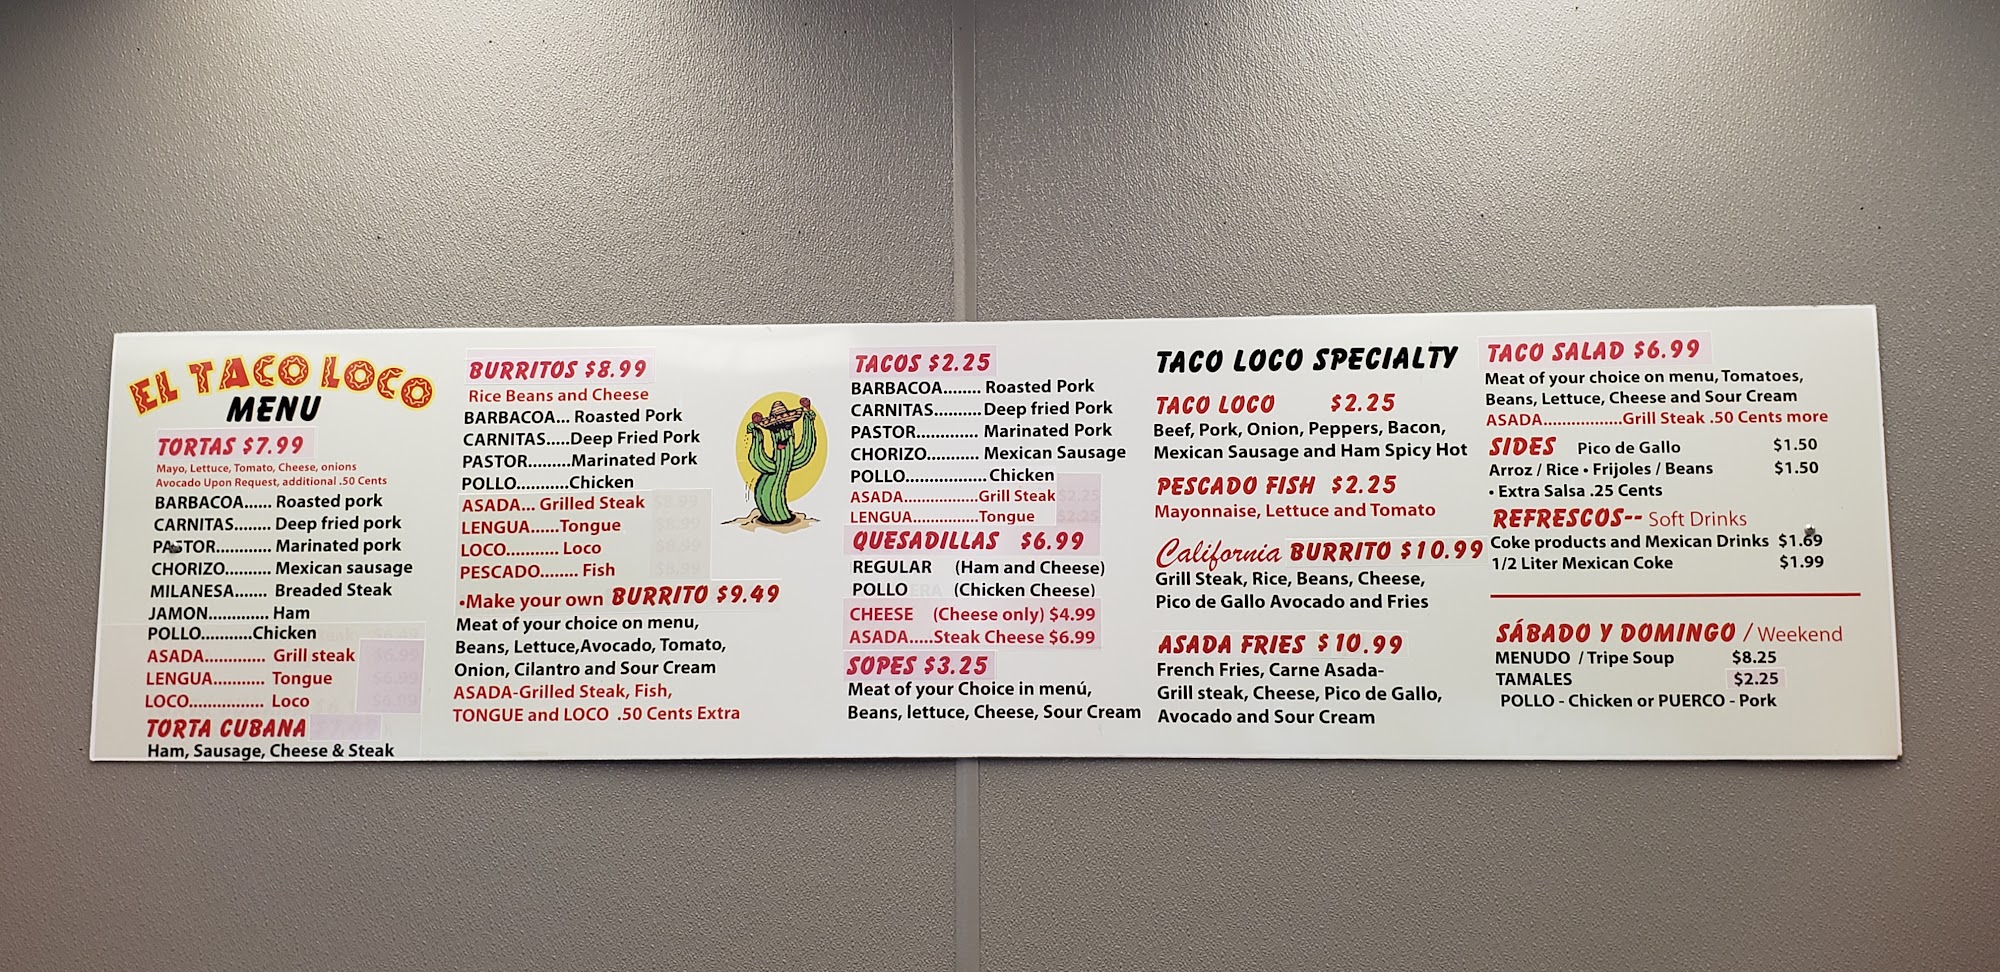 EL TACO LOCO
MENU
TORTAS $7.99
Mayo, Lettuce, Tomato, Cheese, onions
Avocado Upon Request, additional .50 Cents
BARBACOA...... Roasted pork
CARNITAS........ Deep fried pork
PASTOR........... Marinated pork
CHORIZO.......... Mexican sausage
MILANESA....... Breaded Steak
JAMON............. Ham
POLLO...........Chicken
ASADA............. Grill steak
LENGUA........... Tongue
LOCO................ Loco
TORTA CUBANA
Ham, Sausage, Cheese & Steak
BURRITOS $8.99
Rice Beans and Cheese
BARBACOA... Roasted Pork
CARNITAS.....Deep Fried Pork
PASTOR.........Marinated Pork
POLLO...........Chicken
ASADA... Grilled Steak
LENGUA......Tongue
LOCO........... Loco
PESCADO........ Fish
•Make your own BURRITO $9.49
Meat of your choice on menu,
Beans, Lettuce,Avocado, Tomato,
Onion, Cilantro and Sour Cream
ASADA-Grilled Steak, Fish,
TONGUE and LOCO .50 Cents Extra
TACOS $2.25
BARBACOA........ Roasted Pork
CARNITAS..........Deep fried Pork
PASTOR............. Marinated Pork
CHORIZO........... Mexican Sausage
POLLO.................Chicken
ASADA................Grill Steak
LENGUA..............Tongue
QUESADILLAS $6.99
REGULAR (Ham and Cheese)
POLLO (Chicken Cheese)
CHEESE (Cheese only) $4.99
ASADA.....Steak Cheese $6.99
SOPES $3.25
Meat of your Choice in menú,
Beans, lettuce, Cheese, Sour Cream
TACO LOCO SPECIALTY
TACO LOCO $2.25
Beef, Pork, Onion, Peppers, Bacon,
Mexican Sausage and Ham Spicy Hot
PESCADO FISH $2.25
Mayonnaise, Lettuce and Tomato
California BURRITO $10.99
Grill Steak, Rice, Beans, Cheese,
Pico de Gallo Avocado and Fries
ASADA FRIES $10.99
French Fries, Carne Asada-
Grill steak, Cheese, Pico de Gallo,
Avocado and Sour Cream
TACO SALAD $6.99
Meat of your choice on menu, Tomatoes,
Beans, Lettuce, Cheese and Sour Cream
ASADA.................Grill Steak .50 Cents more
SIDES Pico de Gallo $1.50
Arroz / Rice • Frijoles / Beans $1.50
• Extra Salsa .25 Cents
REFRESCOS-- Soft Drinks
Coke products and Mexican Drinks $1.69
1/2 Liter Mexican Coke $1.99
SÁBADO Y DOMINGO / Weekend
MENUDO / Tripe Soup $8.25
TAMALES $2.25
POLLO - Chicken or PUERCO - Pork